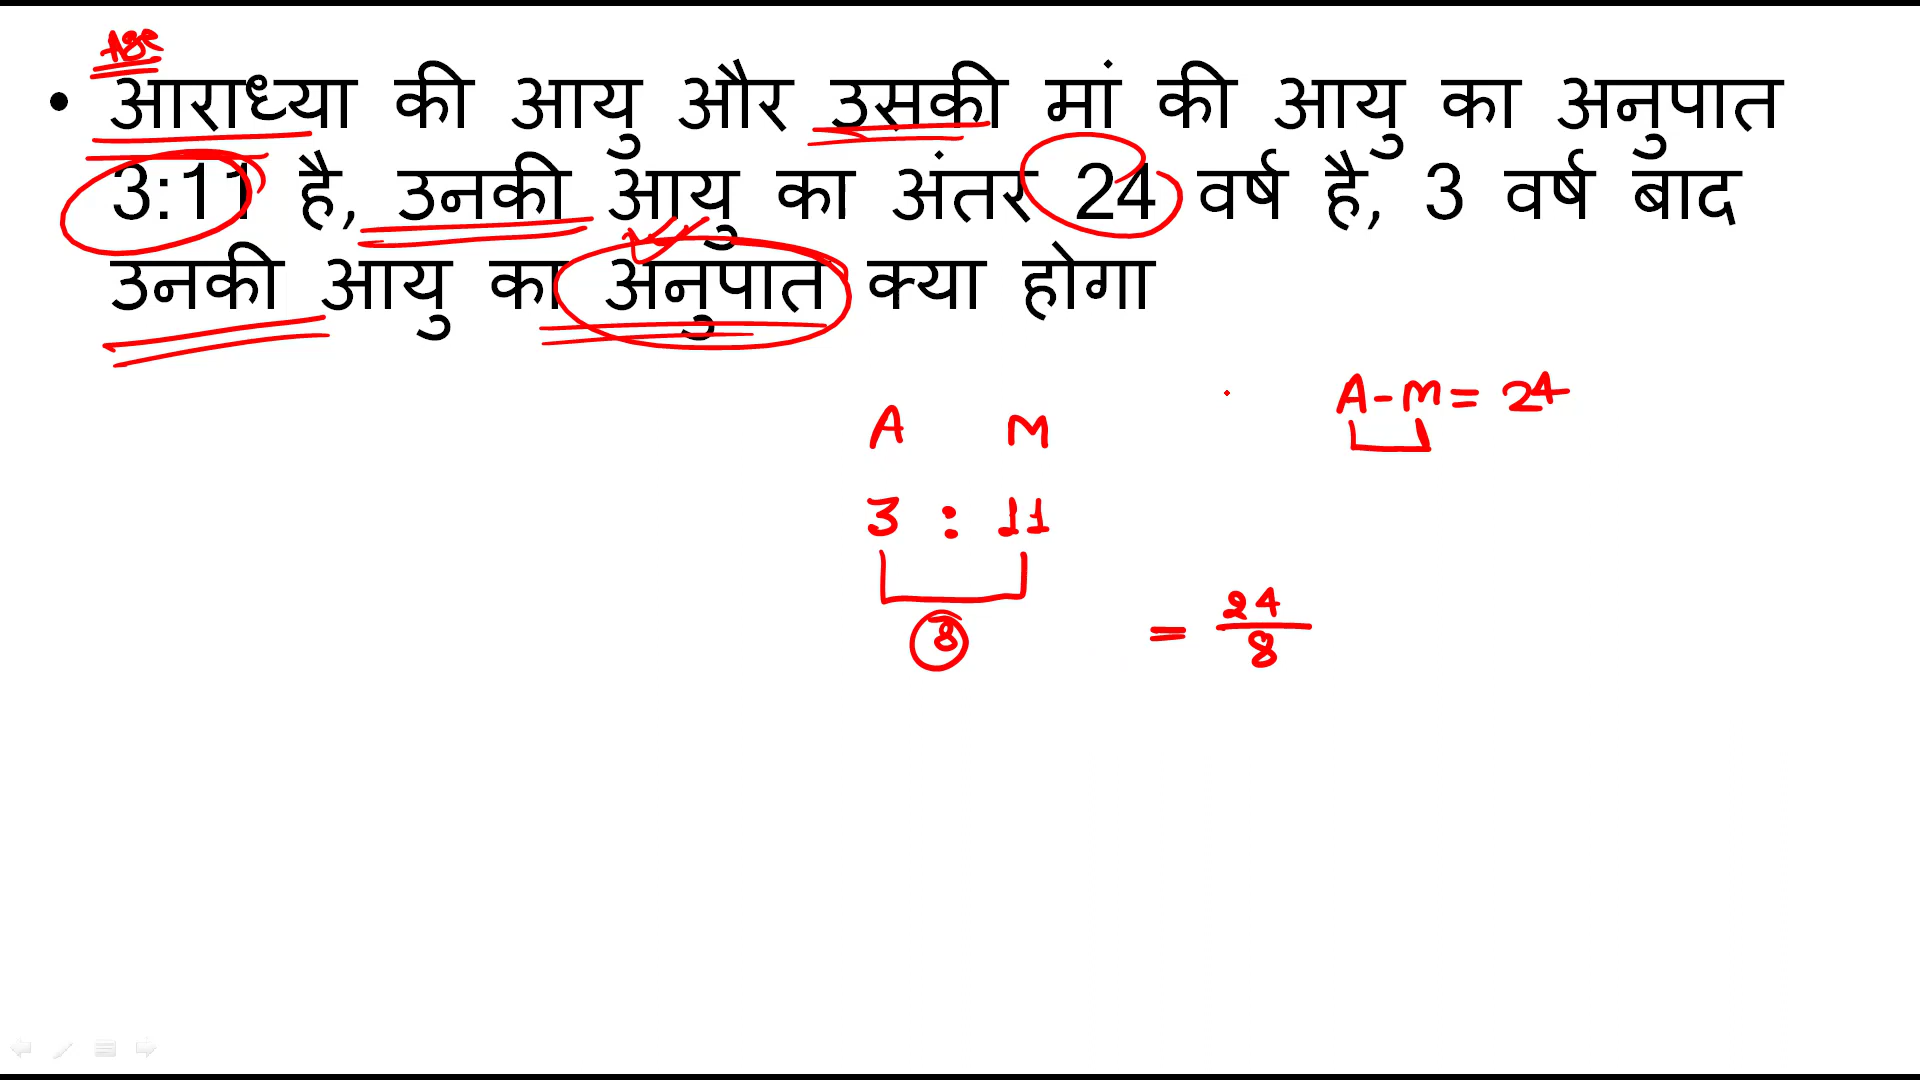 Age
• आराध्या की आयु और उसकी मां की आयु का अनुपात
3:11 है, उनकी आयु का अंतर 24 वर्ष है, 3 वर्ष बाद
उनकी आयु का अनुपात क्या होगा
A - M = 24
A M
3 : 11
8 = 24/8